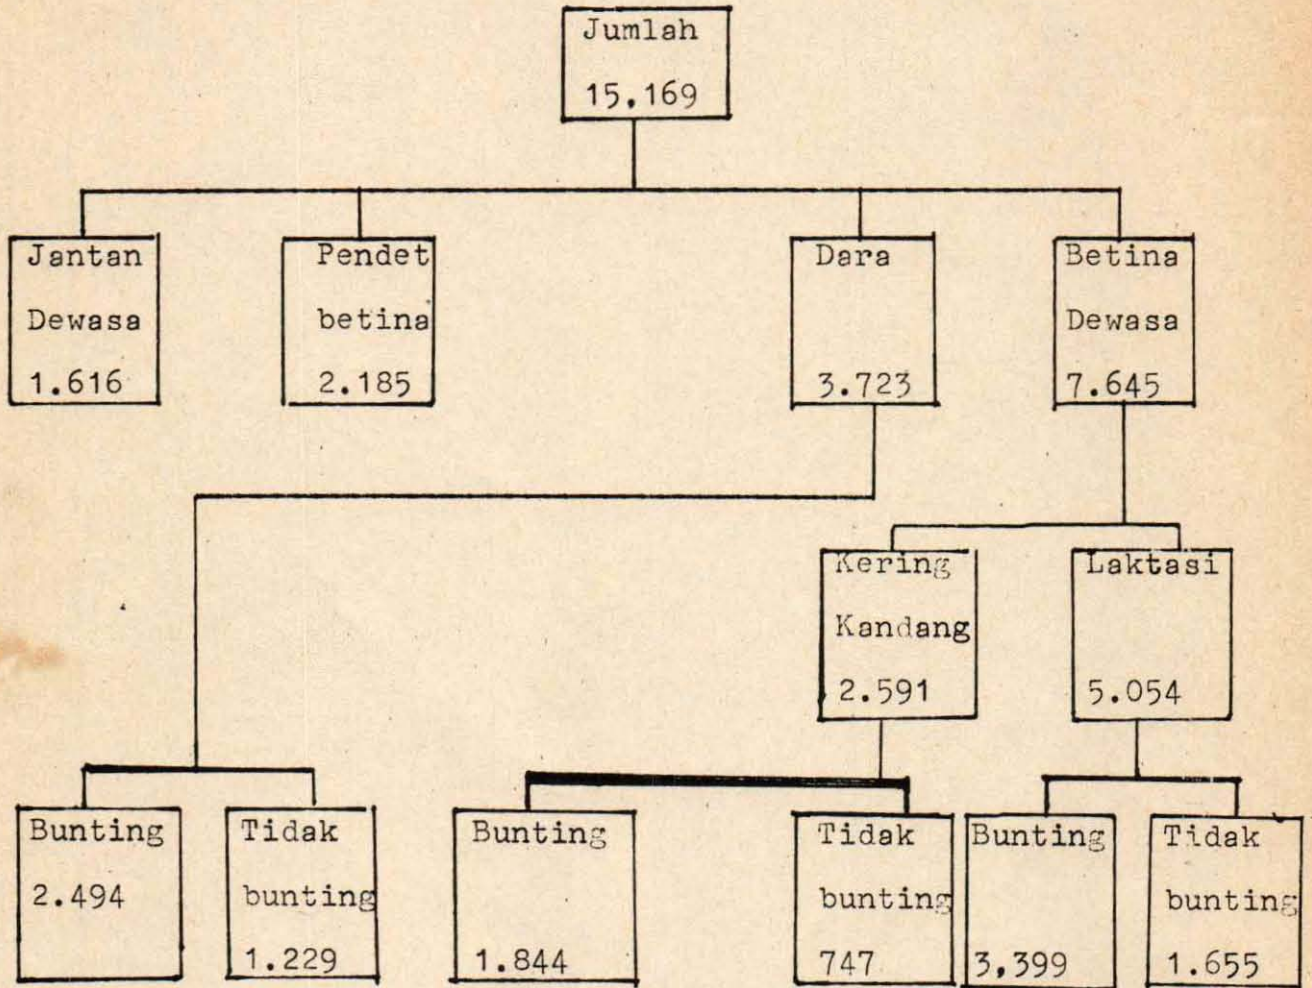 Jumlah
15.169
Jantan
Dewasa
1.616
Pendet
betina
2.185
Dara
3.723
Betina
Dewasa
7.645
Kering
Kandang
2.591
Laktasi
5.054
Bunting
2.494
Tidak
bunting
1.229
Bunting
1.844
Tidak
bunting
747
Bunting
3,399
Tidak
bunting
1.655